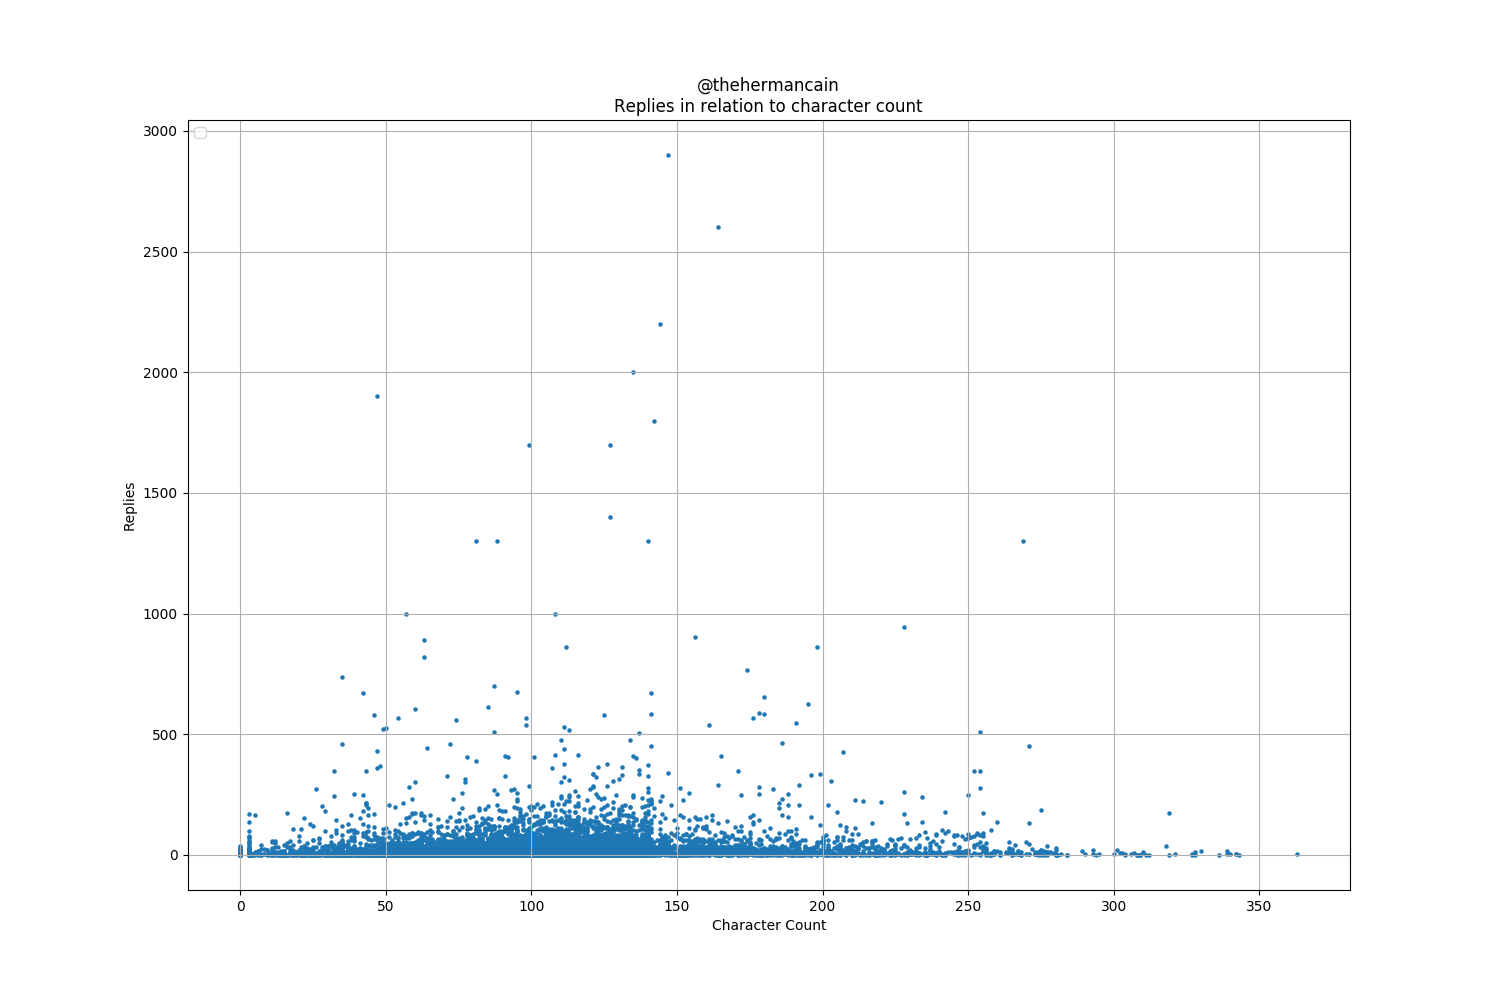 @thehermancain
Replies in relation to character count
3000
2500
2000
1500
1000
500
0
Replies
0 50 100 150 200 250 300 350
Character Count